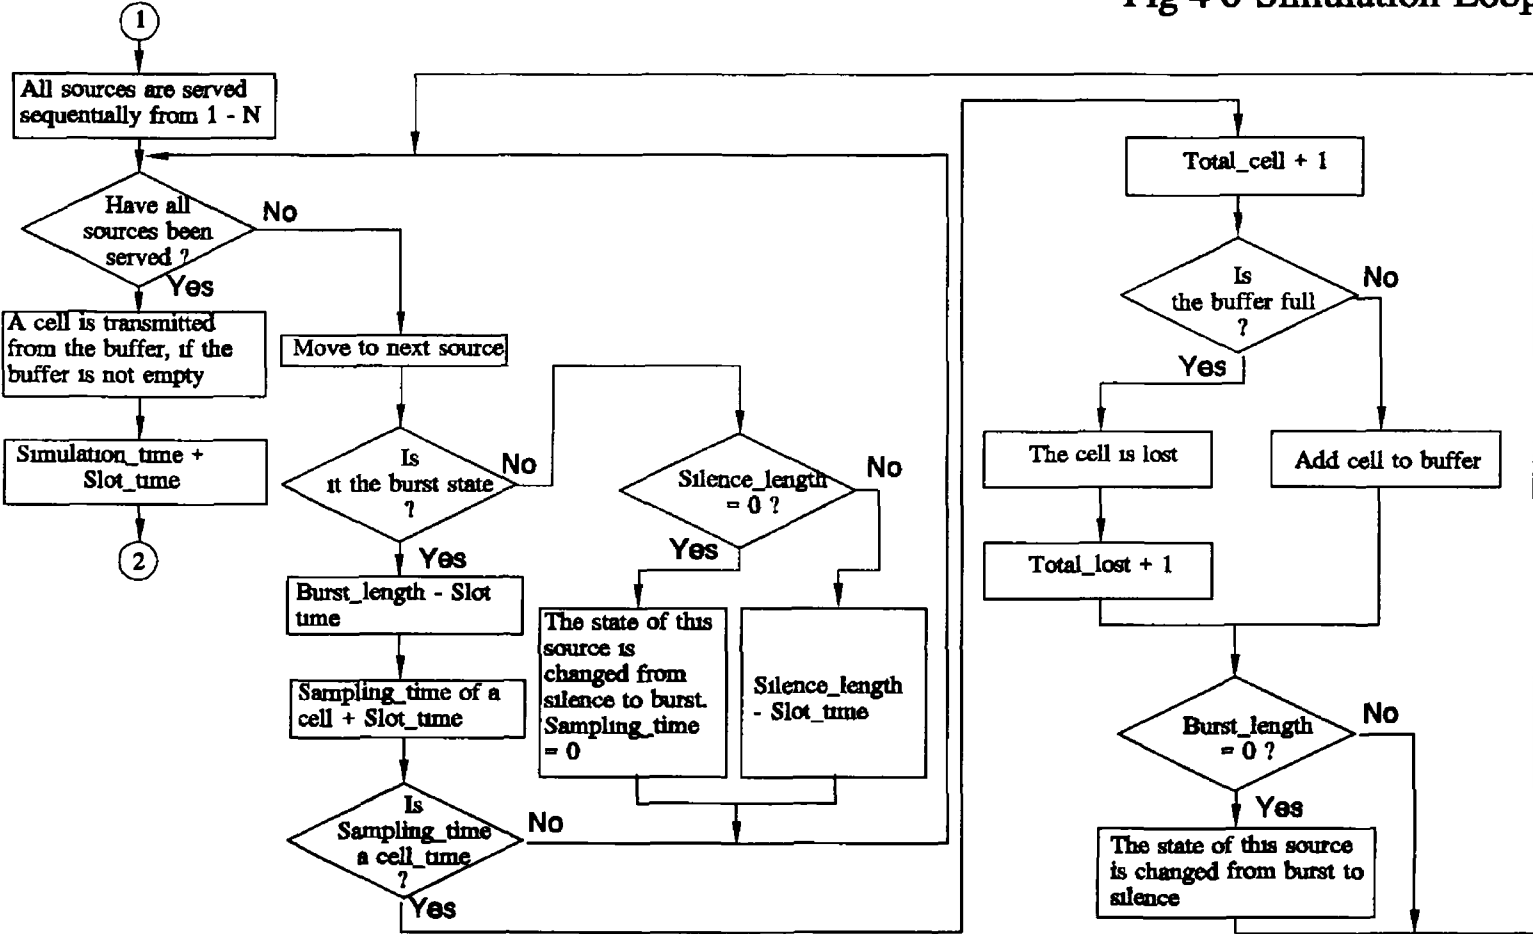 Fig 4 6 Simulation Loop
1
All sources are served
sequentially from 1 - N
Have all
sources been
served ?
No
Yes
A cell is transmitted
from the buffer, if the
buffer is not empty
Simulation_time +
Slot_time
2
Move to next source
Is
it the burst state
?
No
Yes
Burst_length - Slot
time
Sampling_time of a
cell + Slot_time
Is
Sampling_time
a cell_time
?
No
Yes
Silence_length
= 0 ?
No
Yes
The state of this
source is
changed from
silence to burst.
Sampling_time
= 0
Silence_length
- Slot_time
Total_cell + 1
Is
the buffer full
?
No
Yes
The cell is lost
Add cell to buffer
Total_lost + 1
Burst_length
= 0 ?
No
Yes
The state of this source
is changed from burst to
silence